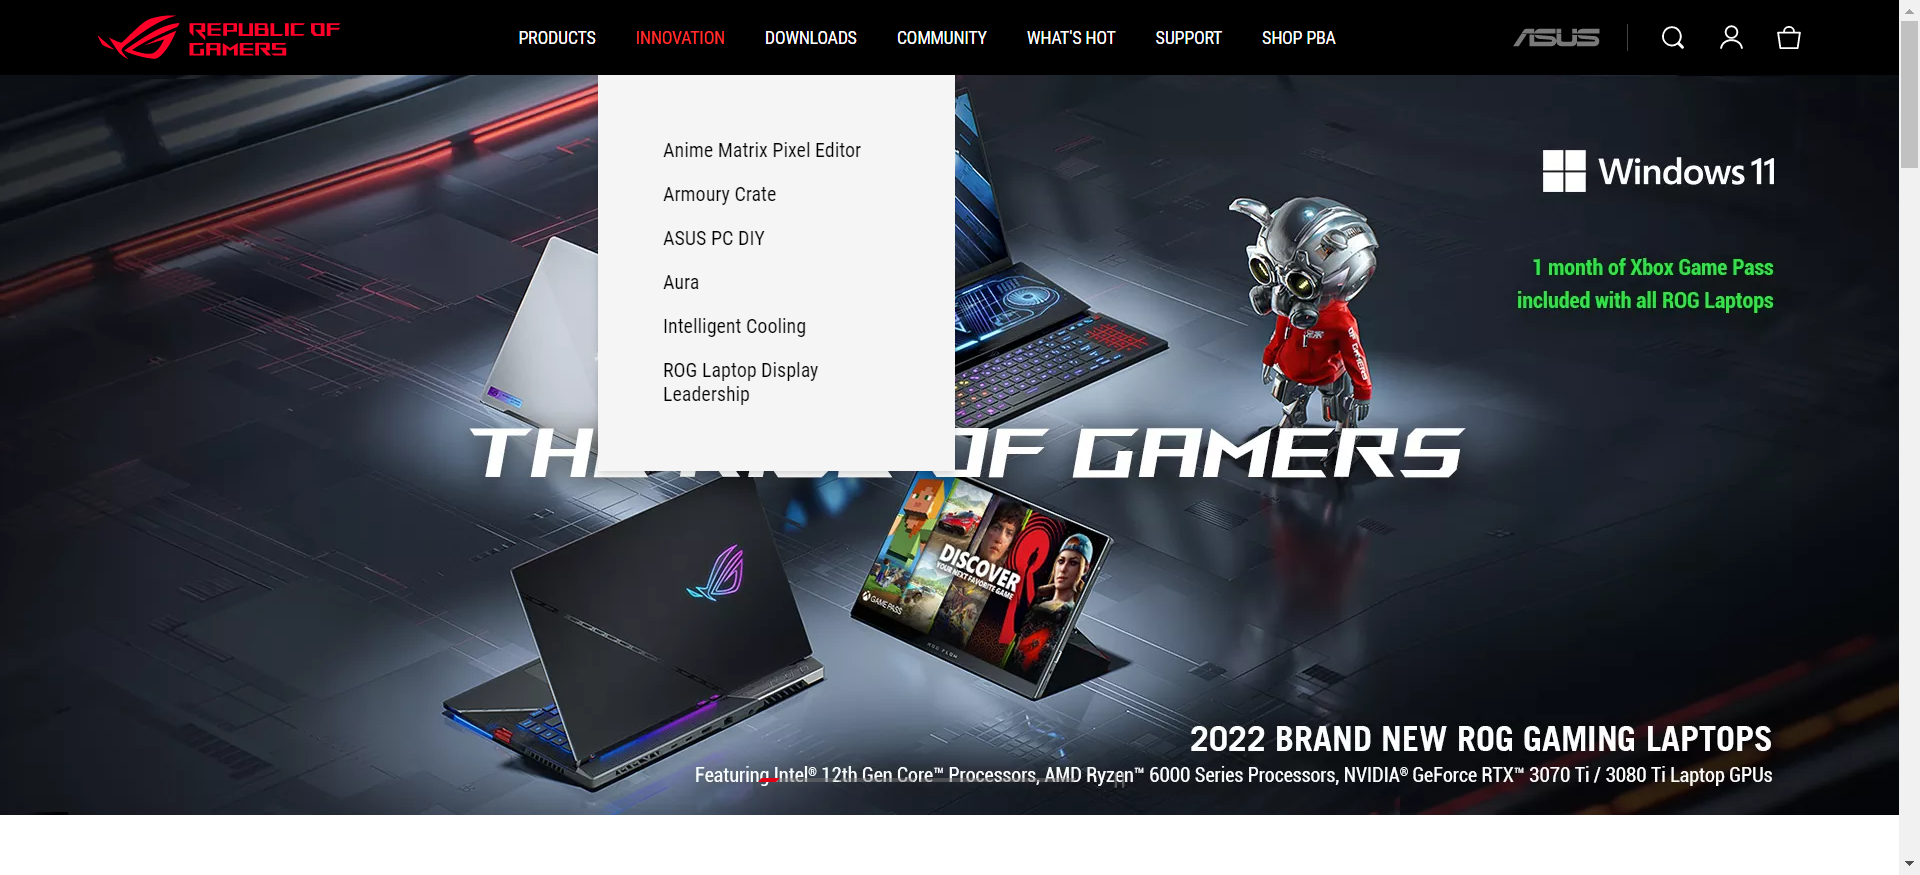 REPUBLIC OF
GAMERS
PRODUCTS
INNOVATION
DOWNLOADS
COMMUNITY
WHAT'S HOT
SUPPORT
SHOP PBA
ASUS
Anime Matrix Pixel Editor
Armoury Crate
ASUS PC DIY
Aura
Intelligent Cooling
ROG Laptop Display
Leadership
Windows 11
1 month of Xbox Game Pass
included with all ROG Laptops
OF GAMERS
DISCOVER
YOUR NEXT FAVORITE GAME
GAME PASS
ROG FLOW
2022 BRAND NEW ROG GAMING LAPTOPS
Featuring Intel® 12th Gen Core™ Processors, AMD Ryzen™ 6000 Series Processors, NVIDIA® GeForce RTX™ 3070 Ti / 3080 Ti Laptop GPUs